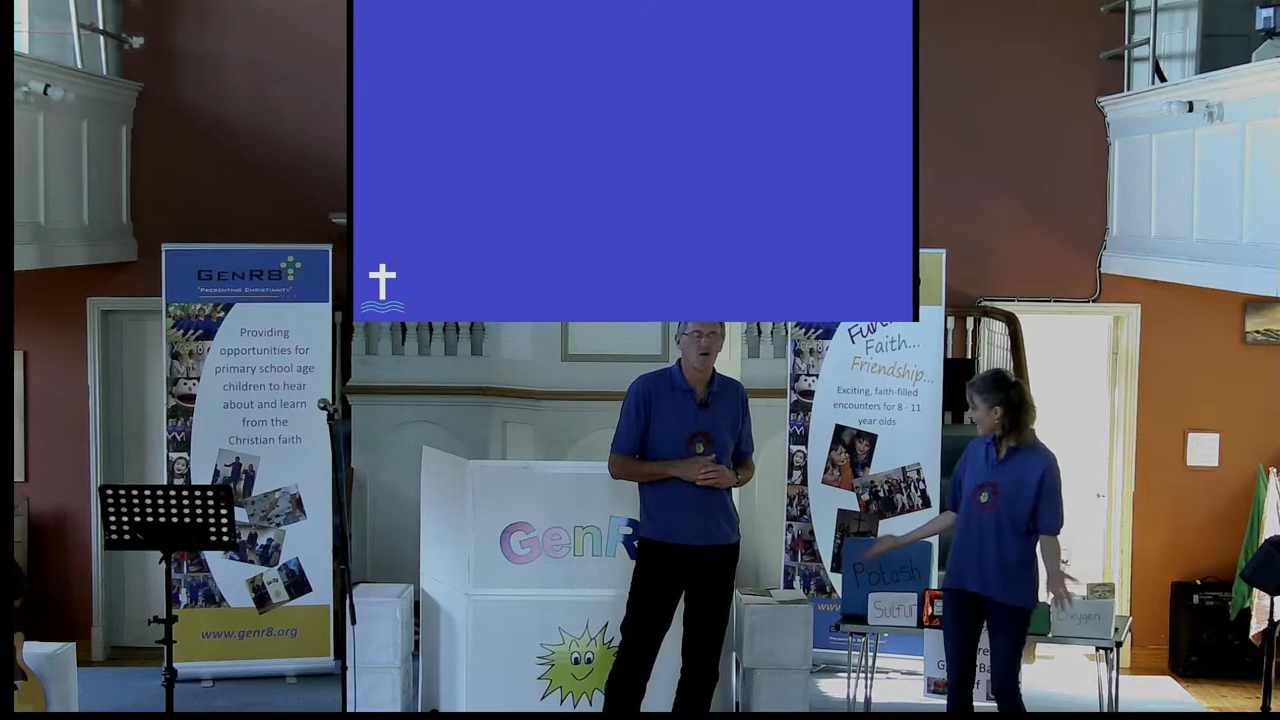 GENR8
"PRESENTING CHRISTIANITY"
Providing
opportunities for
primary school age
children to hear
about and learn
from the
Christian faith
www.genr8.org
GenR
Faith...
Friendship...
Exciting, faith-filled
encounters for 8 - 11
year olds
Potash
Sulfur
Oxygen